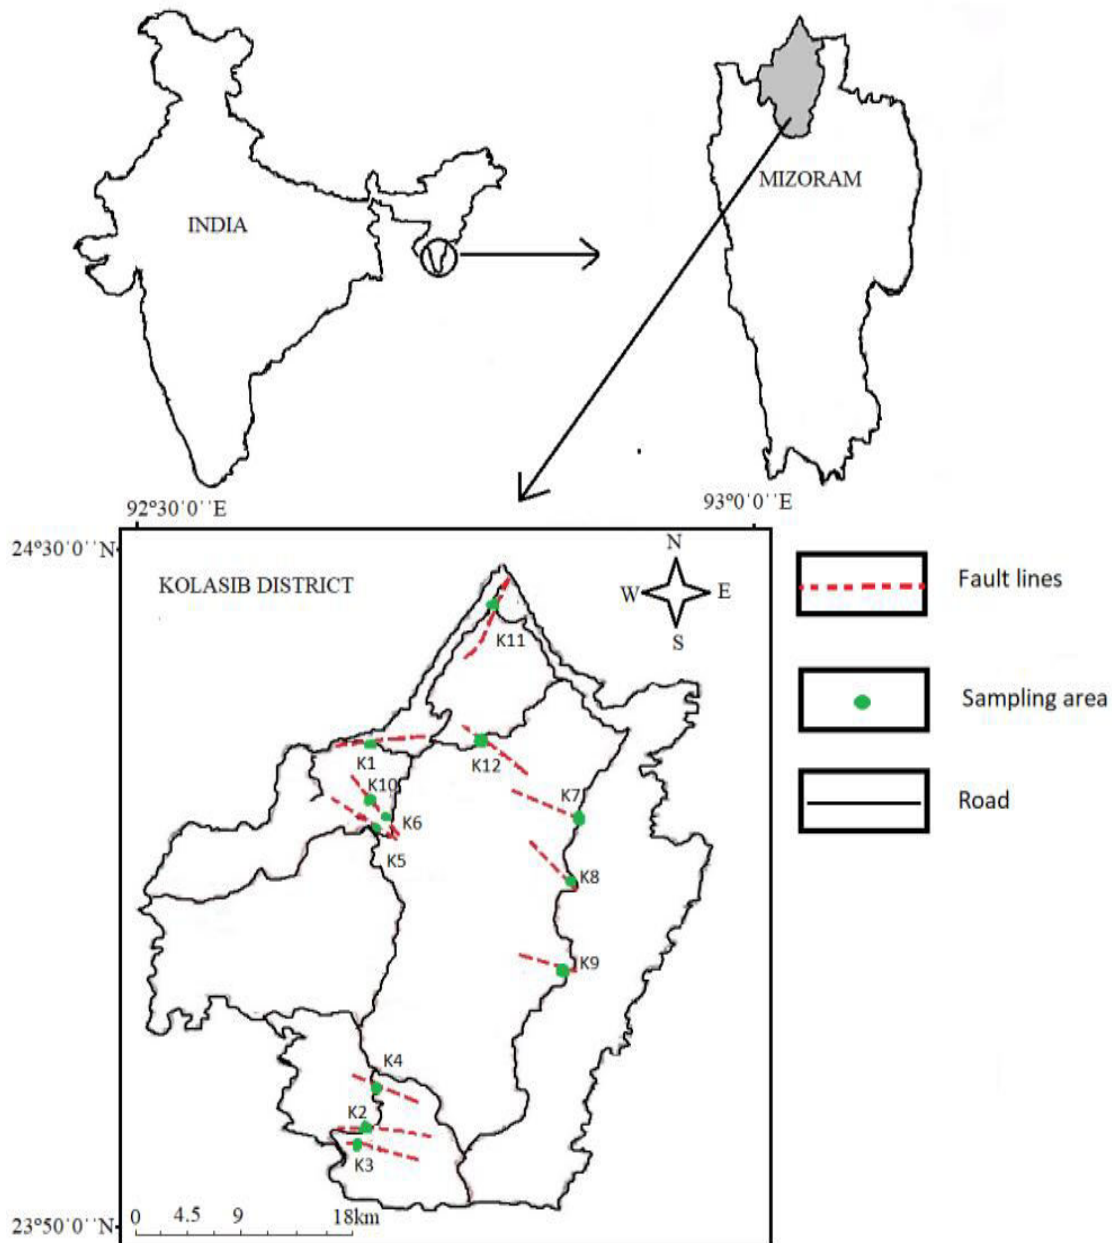 INDIA
MIZORAM
92°30'0''E
93°0'0''E
24°30'0''N
KOLASIB DISTRICT
N
W
E
S
K11
K1
K12
K10
K7
K6
K5
K8
K9
K4
K2
K3
0 4.5 9 18km
23°50'0''N
Fault lines
Sampling area
Road